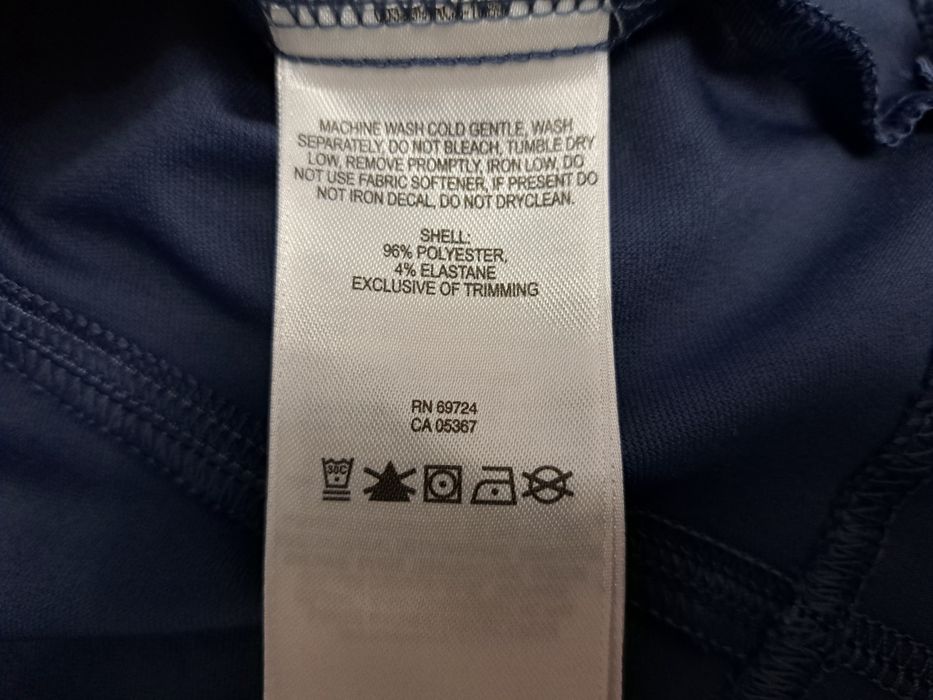 MACHINE WASH COLD GENTLE, WASH
SEPARATELY, DO NOT BLEACH, TUMBLE DRY
LOW, REMOVE PROMPTLY, IRON LOW, DO
NOT USE FABRIC SOFTENER, IF PRESENT DO
NOT IRON DECAL, DO NOT DRYCLEAN.
SHELL:
96% POLYESTER,
4% ELASTANE
EXCLUSIVE OF TRIMMING
RN 69724
CA 05367
30C